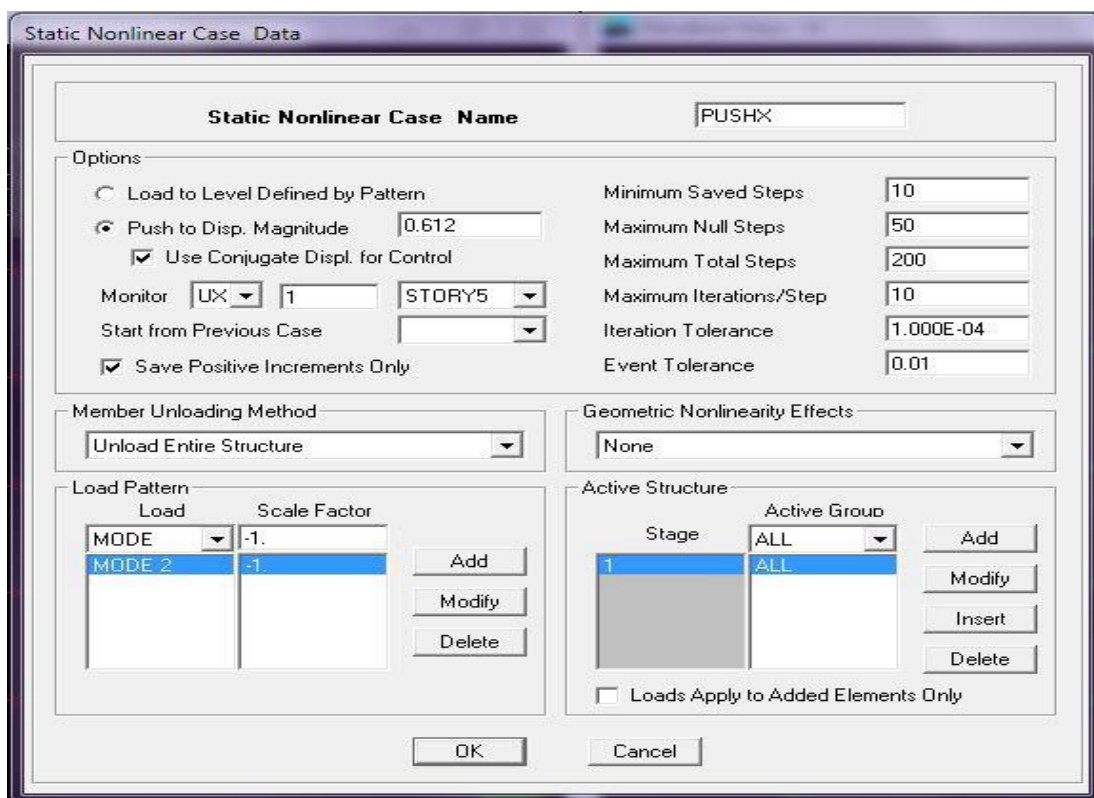 Static Nonlinear Case Data
Static Nonlinear Case Name PUSHX
Options
Load to Level Defined by Pattern
Push to Disp. Magnitude 0.612
Use Conjugate Displ. for Control
Monitor UX 1 STORY5
Start from Previous Case
Save Positive Increments Only
Minimum Saved Steps 10
Maximum Null Steps 50
Maximum Total Steps 200
Maximum Iterations/Step 10
Iteration Tolerance 1.000E-04
Event Tolerance 0.01
Member Unloading Method
Unload Entire Structure
Geometric Nonlinearity Effects
None
Load Pattern
Load Scale Factor
MODE -1.
MODE 2 -1.
Add
Modify
Delete
Active Structure
Active Group
Stage ALL
1 ALL
Add
Modify
Insert
Delete
Loads Apply to Added Elements Only
OK Cancel